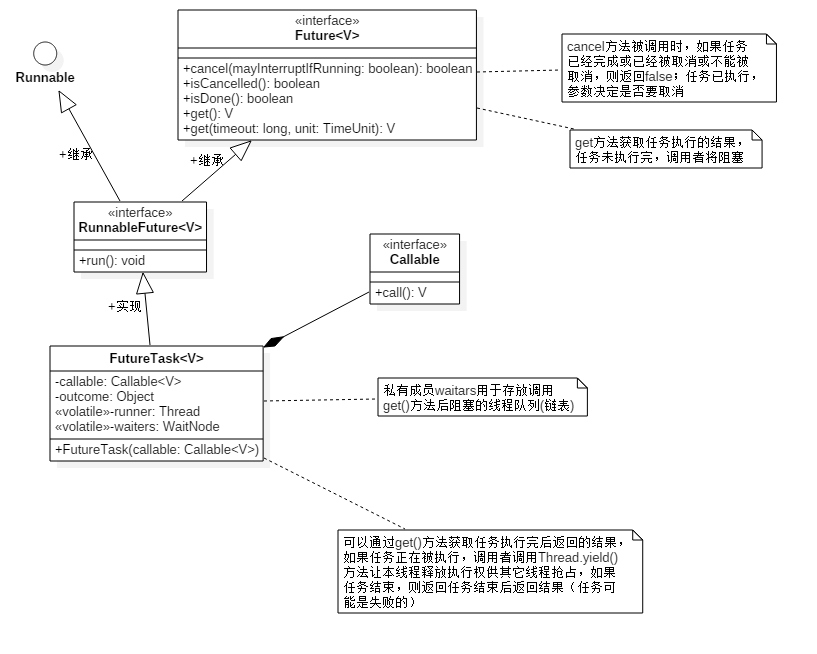 Runnable
«interface»
Future<V>
+cancel(mayInterruptIfRunning: boolean): boolean
+isCancelled(): boolean
+isDone(): boolean
+get(): V
+get(timeout: long, unit: TimeUnit): V
cancel方法被调用时，如果任务
已经完成或已经被取消或不能被
取消，则返回false；任务已执行，
参数决定是否要取消
get方法获取任务执行的结果，
任务未执行完，调用者将阻塞
+继承
+继承
«interface»
RunnableFuture<V>
+run(): void
«interface»
Callable
+call(): V
+实现
FutureTask<V>
-callable: Callable<V>
-outcome: Object
«volatile»-runner: Thread
«volatile»-waiters: WaitNode
+FutureTask(callable: Callable<V>)
私有成员waitars用于存放调用
get()方法后阻塞的线程队列(链表)
可以通过get()方法获取任务执行完后返回的结果，
如果任务正在被执行，调用者调用Thread.yield()
方法让本线程释放执行权供其它线程抢占，如果
任务结束，则返回任务结束后返回结果（任务可
能是失败的）